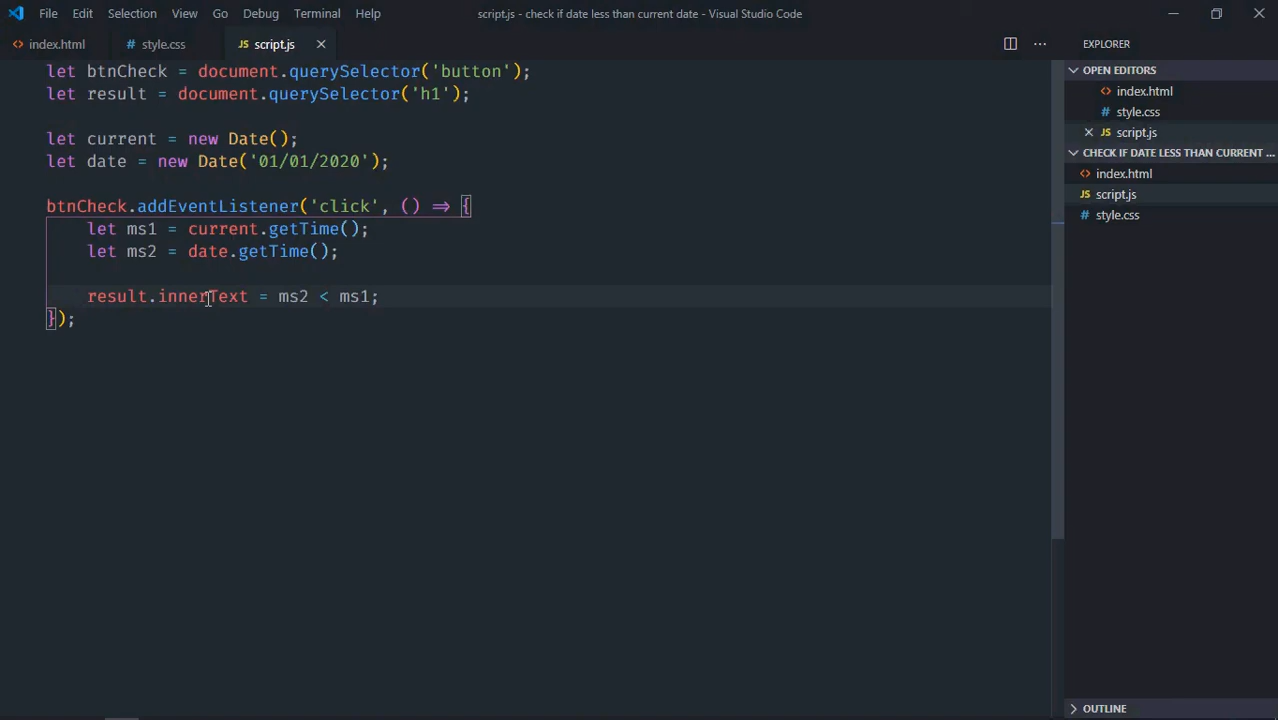 File Edit Selection View Go Debug Terminal Help script.js - check if date less than current date - Visual Studio Code
index.html style.css JS script.js
let btnCheck = document.querySelector('button');
let result = document.querySelector('h1');
let current = new Date();
let date = new Date('01/01/2020');
btnCheck.addEventListener('click', () => {
let ms1 = current.getTime();
let ms2 = date.getTime();
result.innerText = ms2 < ms1;
});
EXPLORER
OPEN EDITORS
index.html
# style.css
JS script.js
CHECK IF DATE LESS THAN CURRENT ...
index.html
JS script.js
# style.css
OUTLINE